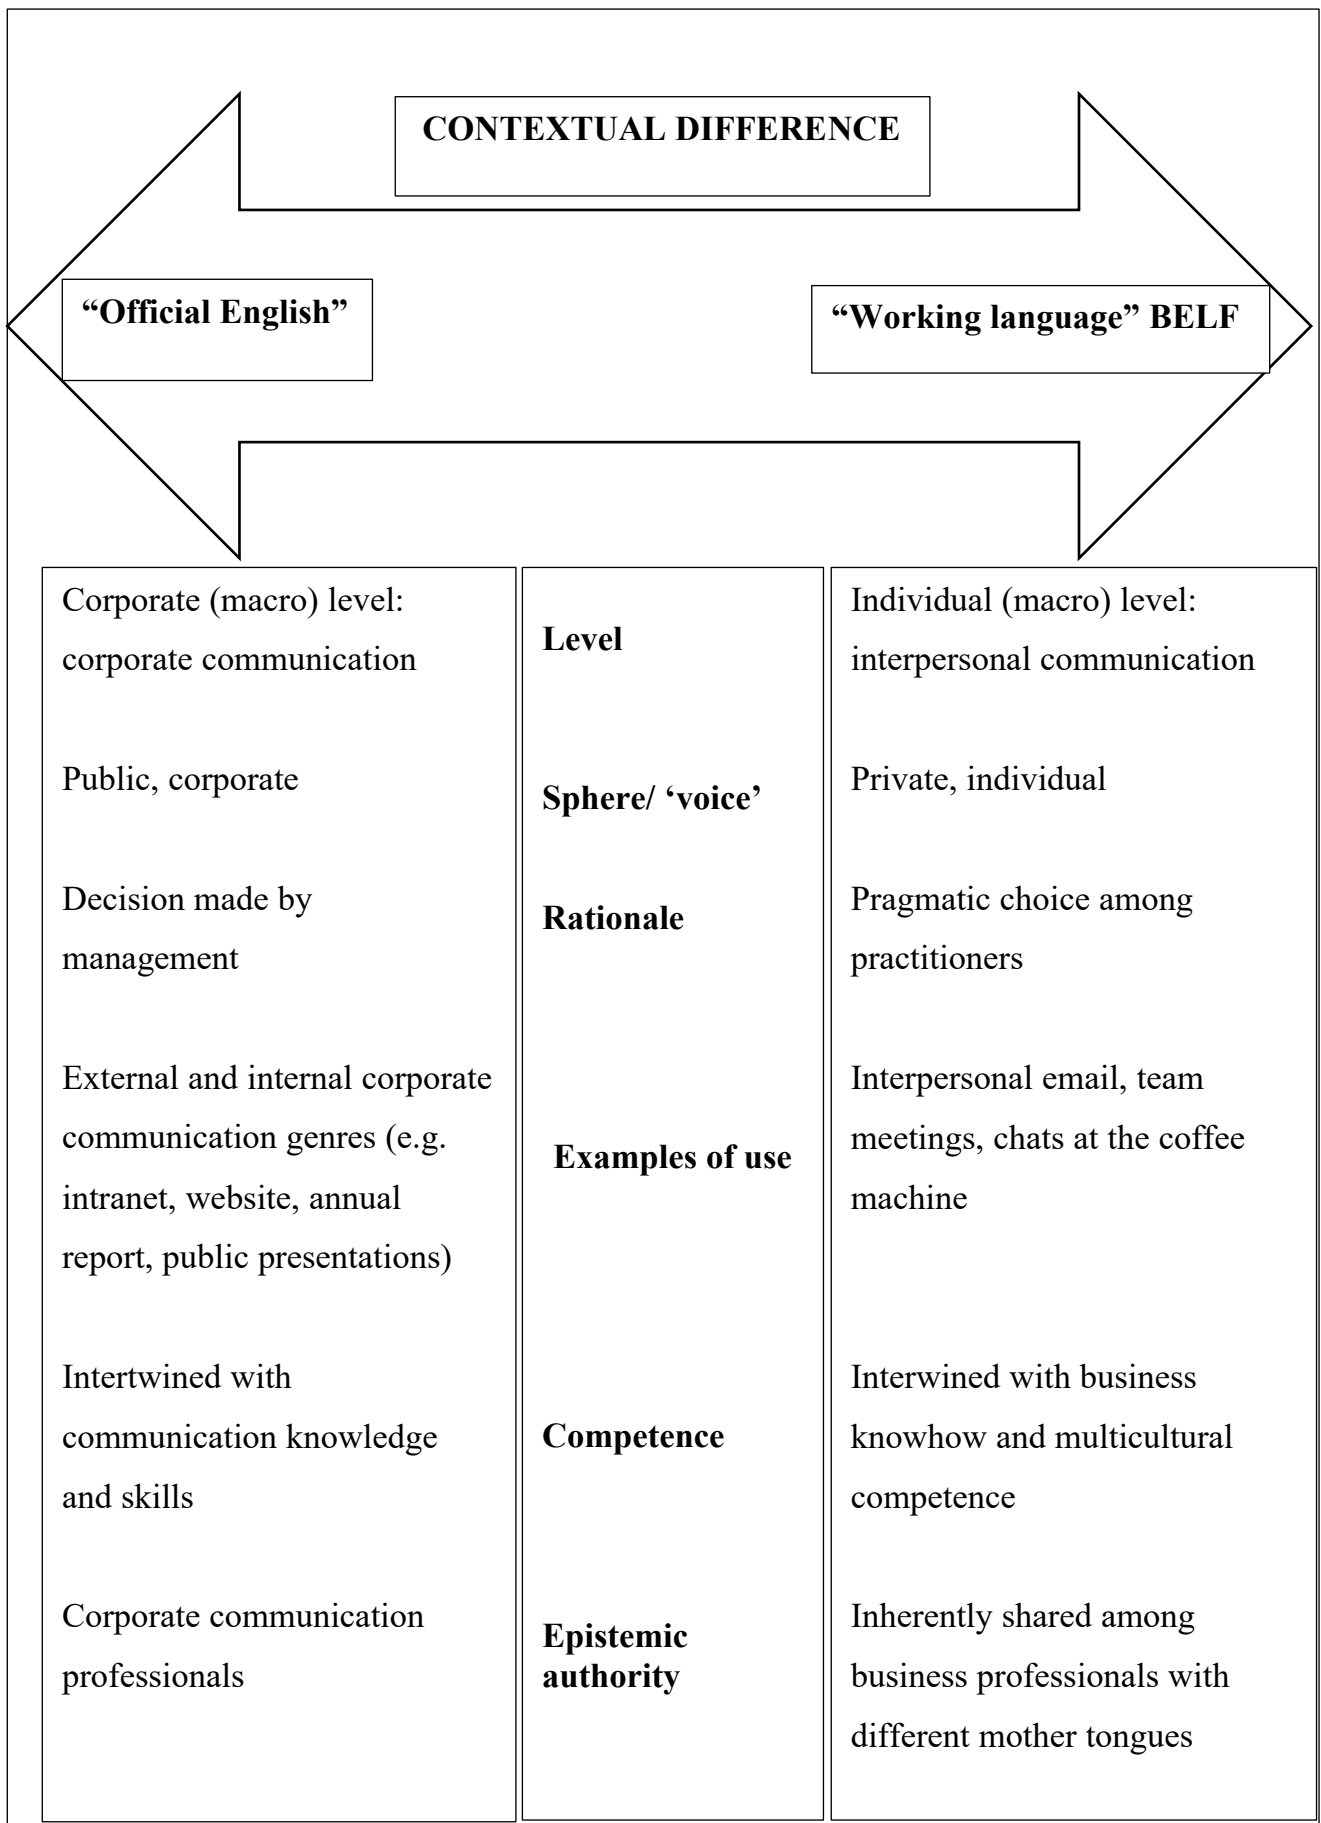 CONTEXTUAL DIFFERENCE
“Official English”
“Working language” BELF
Corporate (macro) level:
corporate communication
Level
Individual (macro) level:
interpersonal communication
Public, corporate
Sphere/ ‘voice’
Private, individual
Decision made by
management
Rationale
Pragmatic choice among
practitioners
External and internal corporate
communication genres (e.g.
intranet, website, annual
report, public presentations)
Examples of use
Interpersonal email, team
meetings, chats at the coffee
machine
Intertwined with
communication knowledge
and skills
Competence
Interwined with business
knowhow and multicultural
competence
Corporate communication
professionals
Epistemic
authority
Inherently shared among
business professionals with
different mother tongues